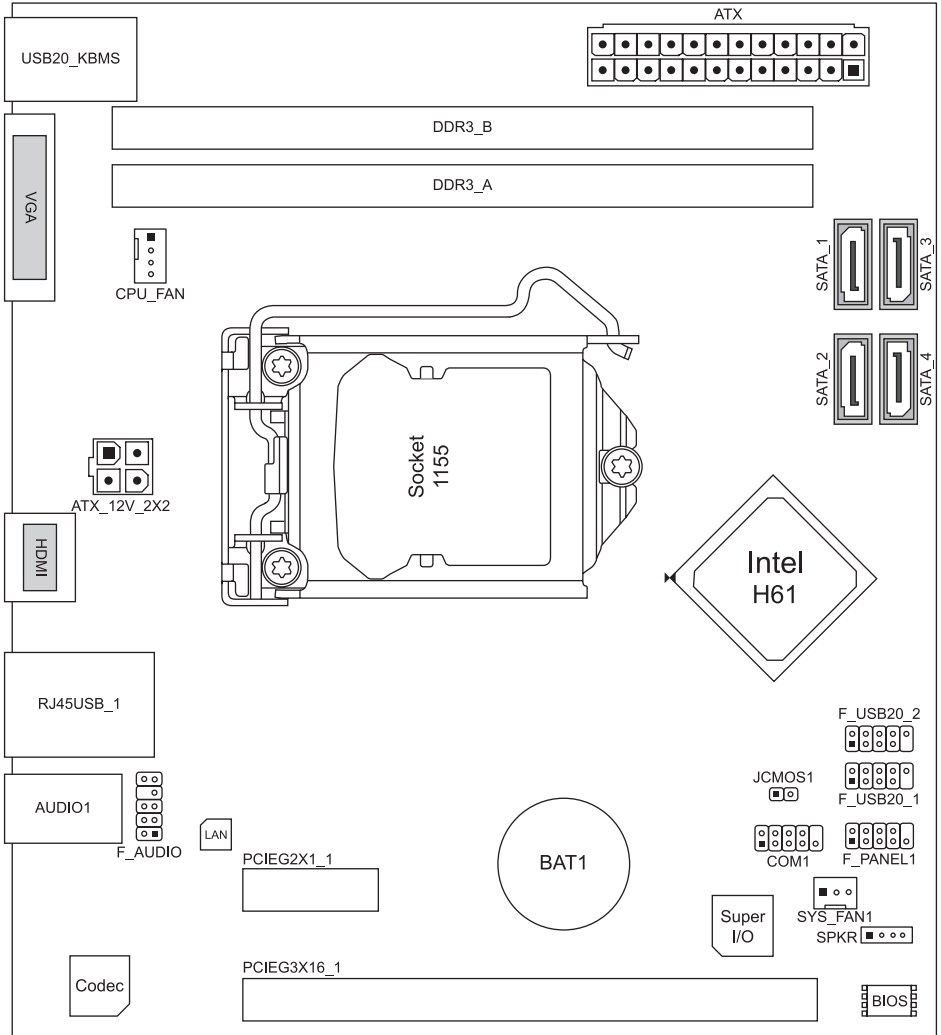 ATX
USB20_KBMS
DDR3_B
DDR3_A
VGA
CPU_FAN
SATA_1
SATA_3
SATA_2
SATA_4
Socket
1155
ATX_12V_2X2
HDMI
Intel
H61
RJ45USB_1
F_USB20_2
JCMOS1
F_USB20_1
AUDIO1
F_AUDIO
LAN
COM1
F_PANEL1
PCIEG2X1_1
BAT1
SYS_FAN1
Super
I/O
SPKR
PCIEG3X16_1
Codec
BIOS